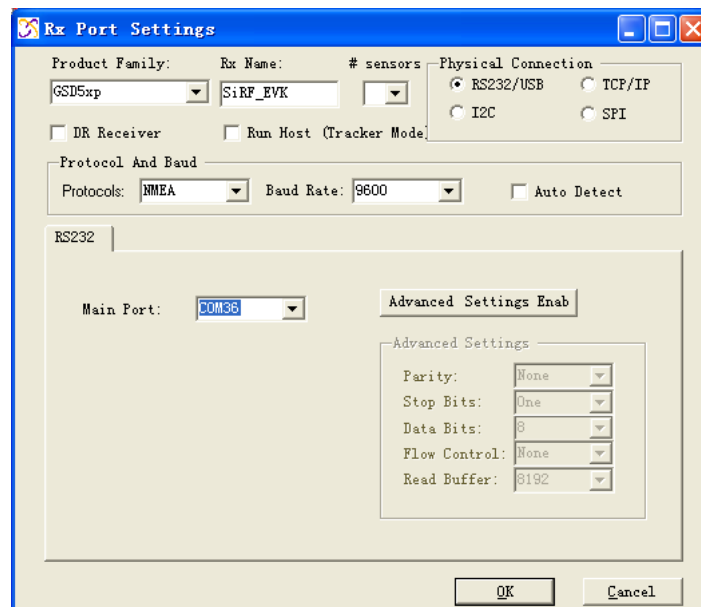 Rx Port Settings
Product Family: Rx Name: # sensors Physical Connection
GSD5xp SiRF_EVK RS232/USB TCP/IP
I2C SPI
DR Receiver Run Host (Tracker Mode)
Protocol And Baud
Protocols: NMEA Baud Rate: 9600 Auto Detect
RS232
Main Port: COM36 Advanced Settings Enab
Advanced Settings
Parity: None
Stop Bits: One
Data Bits: 8
Flow Control: None
Read Buffer: 8192
OK Cancel